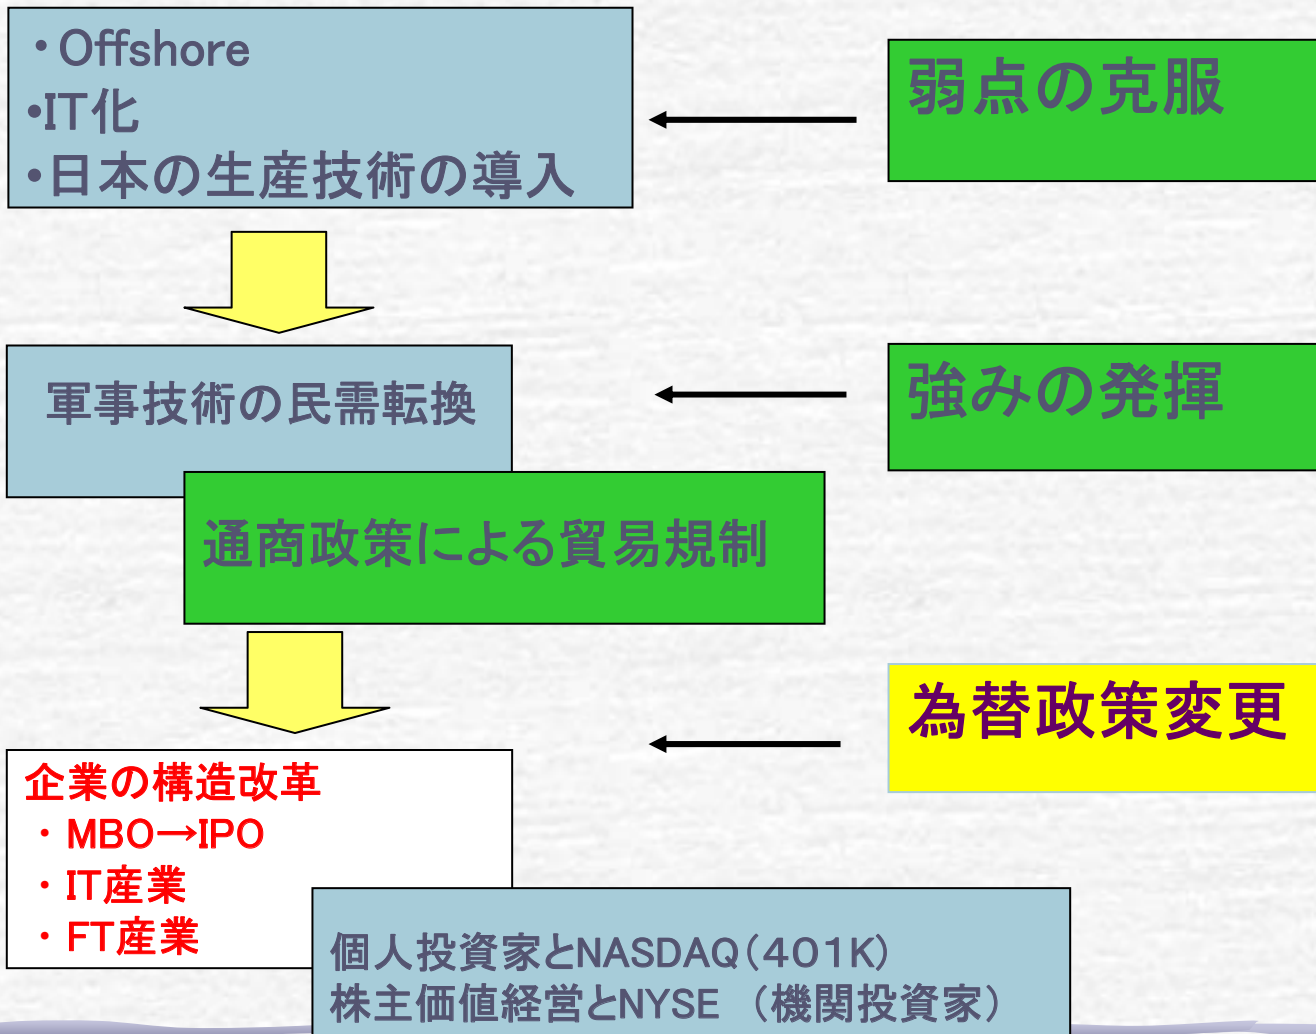 ・Offshore
•IT化
•日本の生産技術の導入
弱点の克服
軍事技術の民需転換
強みの発揮
通商政策による貿易規制
為替政策変更
企業の構造改革
・MBO→IPO
・IT産業
・FT産業
個人投資家とNASDAQ(401K)
株主価値経営とNYSE （機関投資家）